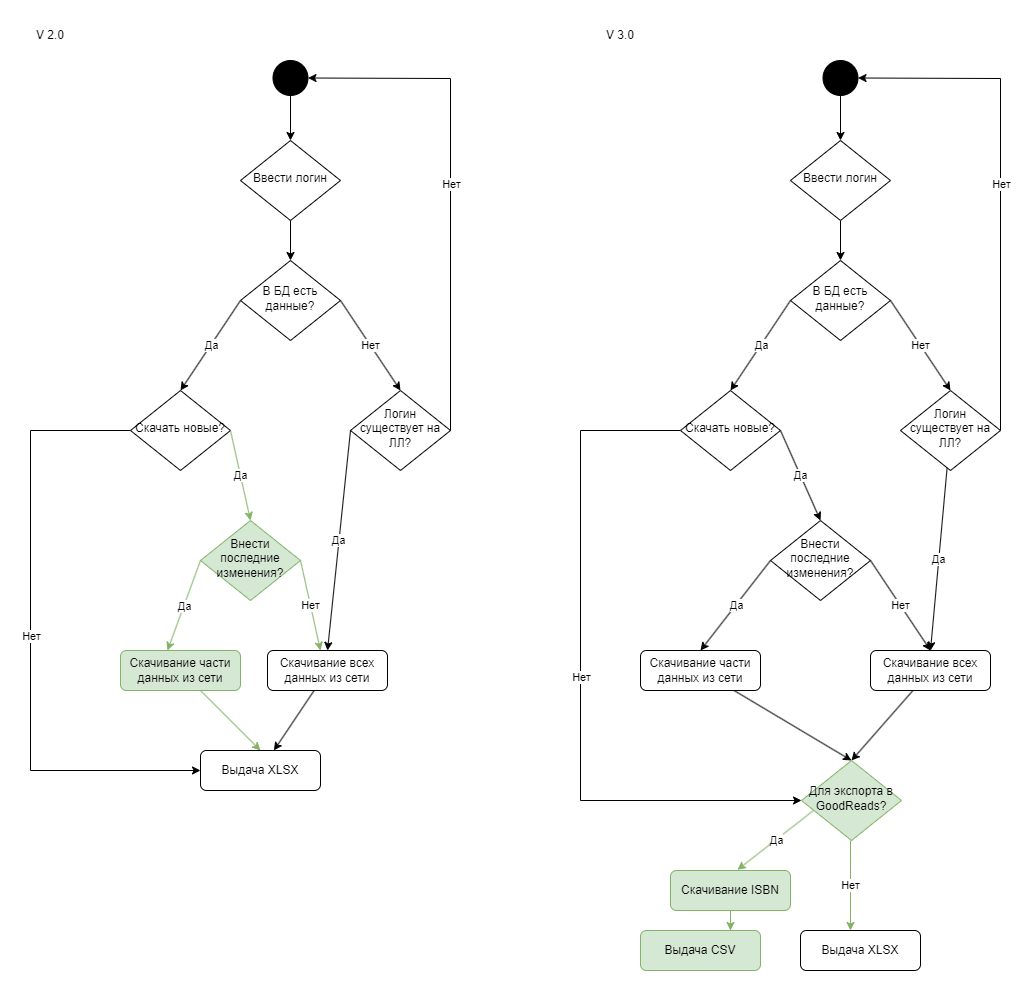 V 2.0
Ввести логин
Нет
В БД есть
данные?
Да
Нет
Скачать новые?
Логин
существует на
ЛЛ?
Да
Да
Внести
последние
изменения?
Да
Нет
Нет
Скачивание части
данных из сети
Скачивание всех
данных из сети
Выдача XLSX
V 3.0
Ввести логин
Нет
В БД есть
данные?
Да
Нет
Скачать новые?
Логин
существует на
ЛЛ?
Да
Внести
последние
изменения?
Да
Да
Нет
Скачивание части
данных из сети
Скачивание всех
данных из сети
Нет
Для экспорта в
GoodReads?
Да
Скачивание ISBN
Нет
Выдача CSV
Выдача XLSX